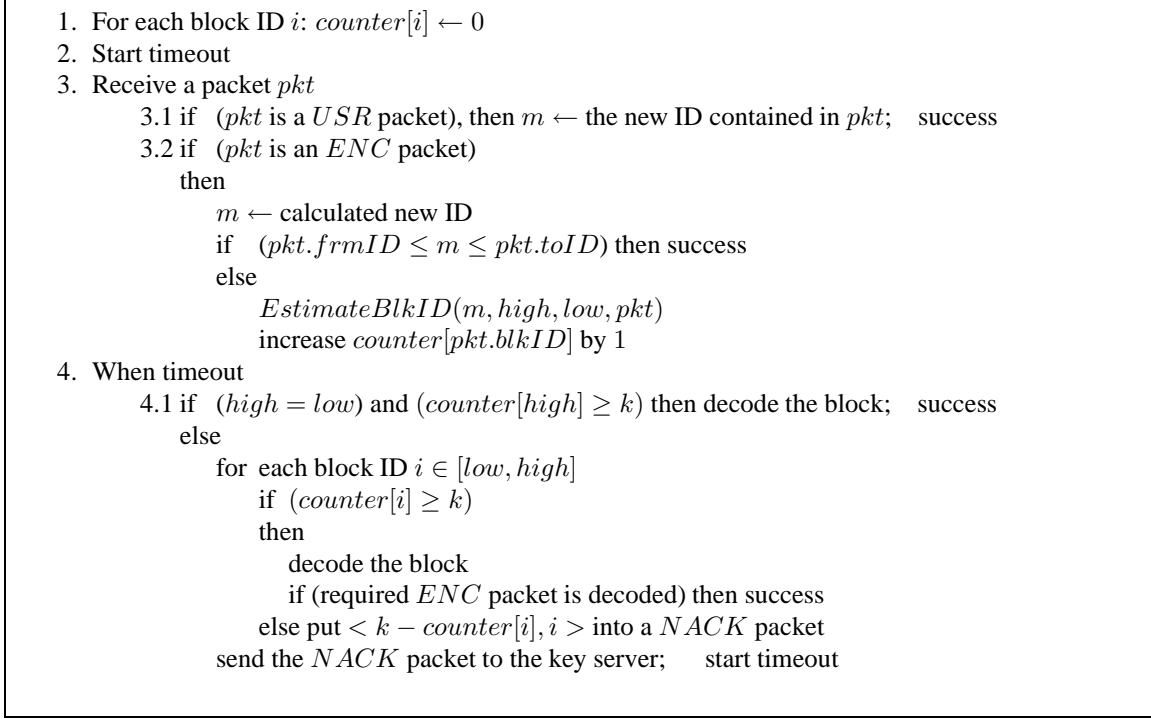 1. For each block ID i: counter[i] ← 0
2. Start timeout
3. Receive a packet pkt
3.1 if (pkt is a USR packet), then m ← the new ID contained in pkt; success
3.2 if (pkt is an ENC packet)
then
m ← calculated new ID
if (pkt.frmID ≤ m ≤ pkt.toID) then success
else
EstimateBlkID(m, high, low, pkt)
increase counter[pkt.blkID] by 1
4. When timeout
4.1 if (high = low) and (counter[high] ≥ k) then decode the block; success
else
for each block ID i ∈ [low, high]
if (counter[i] ≥ k)
then
decode the block
if (required ENC packet is decoded) then success
else put < k − counter[i], i > into a NACK packet
send the NACK packet to the key server; start timeout